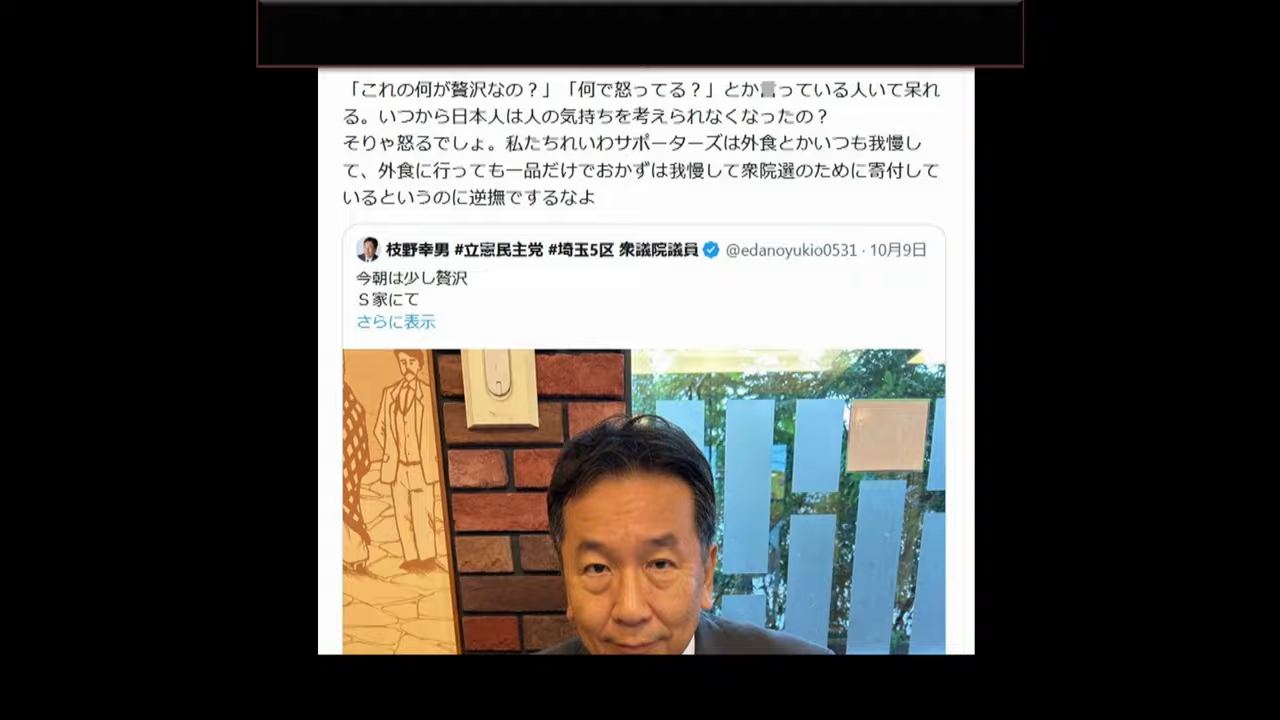 「これの何が贅沢なの?」「何で怒ってる?」とか言っている人いて呆れ
る。いつから日本人は人の気持ちを考えられなくなったの?
そりゃ怒るでしょ。私たちれいわサポーターズは外食とかいつも我慢し
て、外食に行っても一品だけでおかずは我慢して衆院選のために寄付して
いるというのに逆撫でするなよ
枝野幸男 #立憲民主党 #埼玉5区 衆議院議員 @edanoyukio0531 · 10月9日
今朝は少し贅沢
S家にて
さらに表示